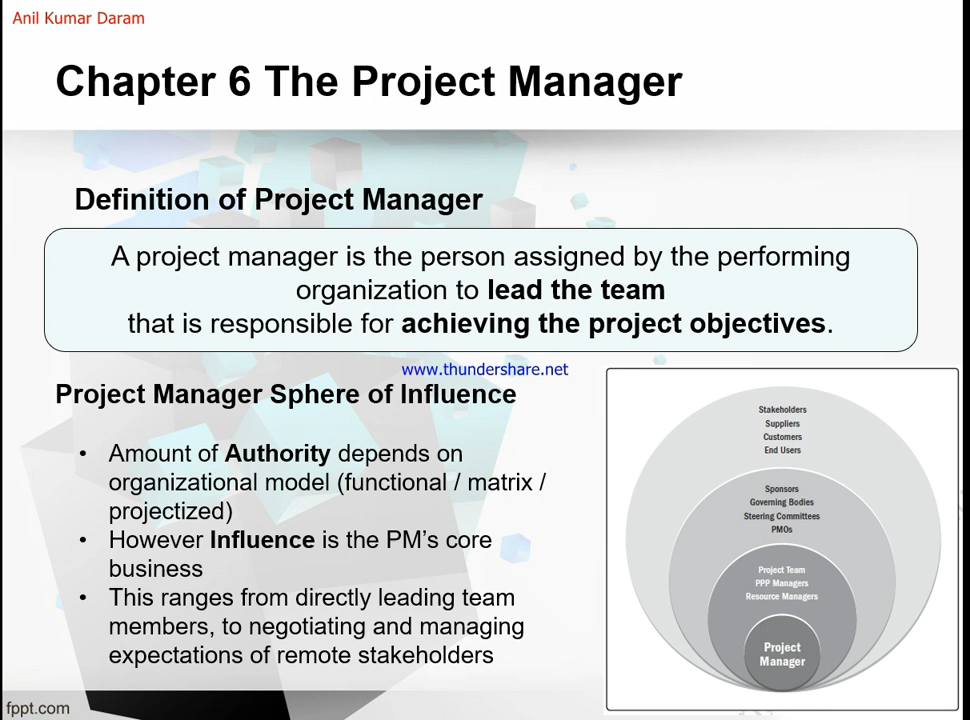 Anil Kumar Daram
Chapter 6 The Project Manager
Definition of Project Manager
A project manager is the person assigned by the performing
organization to lead the team
that is responsible for achieving the project objectives.
www.thundershare.net
Project Manager Sphere of Influence
• Amount of Authority depends on
organizational model (functional / matrix /
projectized)
• However Influence is the PM’s core
business
• This ranges from directly leading team
members, to negotiating and managing
expectations of remote stakeholders
Stakeholders
Suppliers
Customers
End Users
Sponsors
Governing Bodies
Steering Committees
PMOs
Project Team
PPP Managers
Resource Managers
Project
Manager
fppt.com